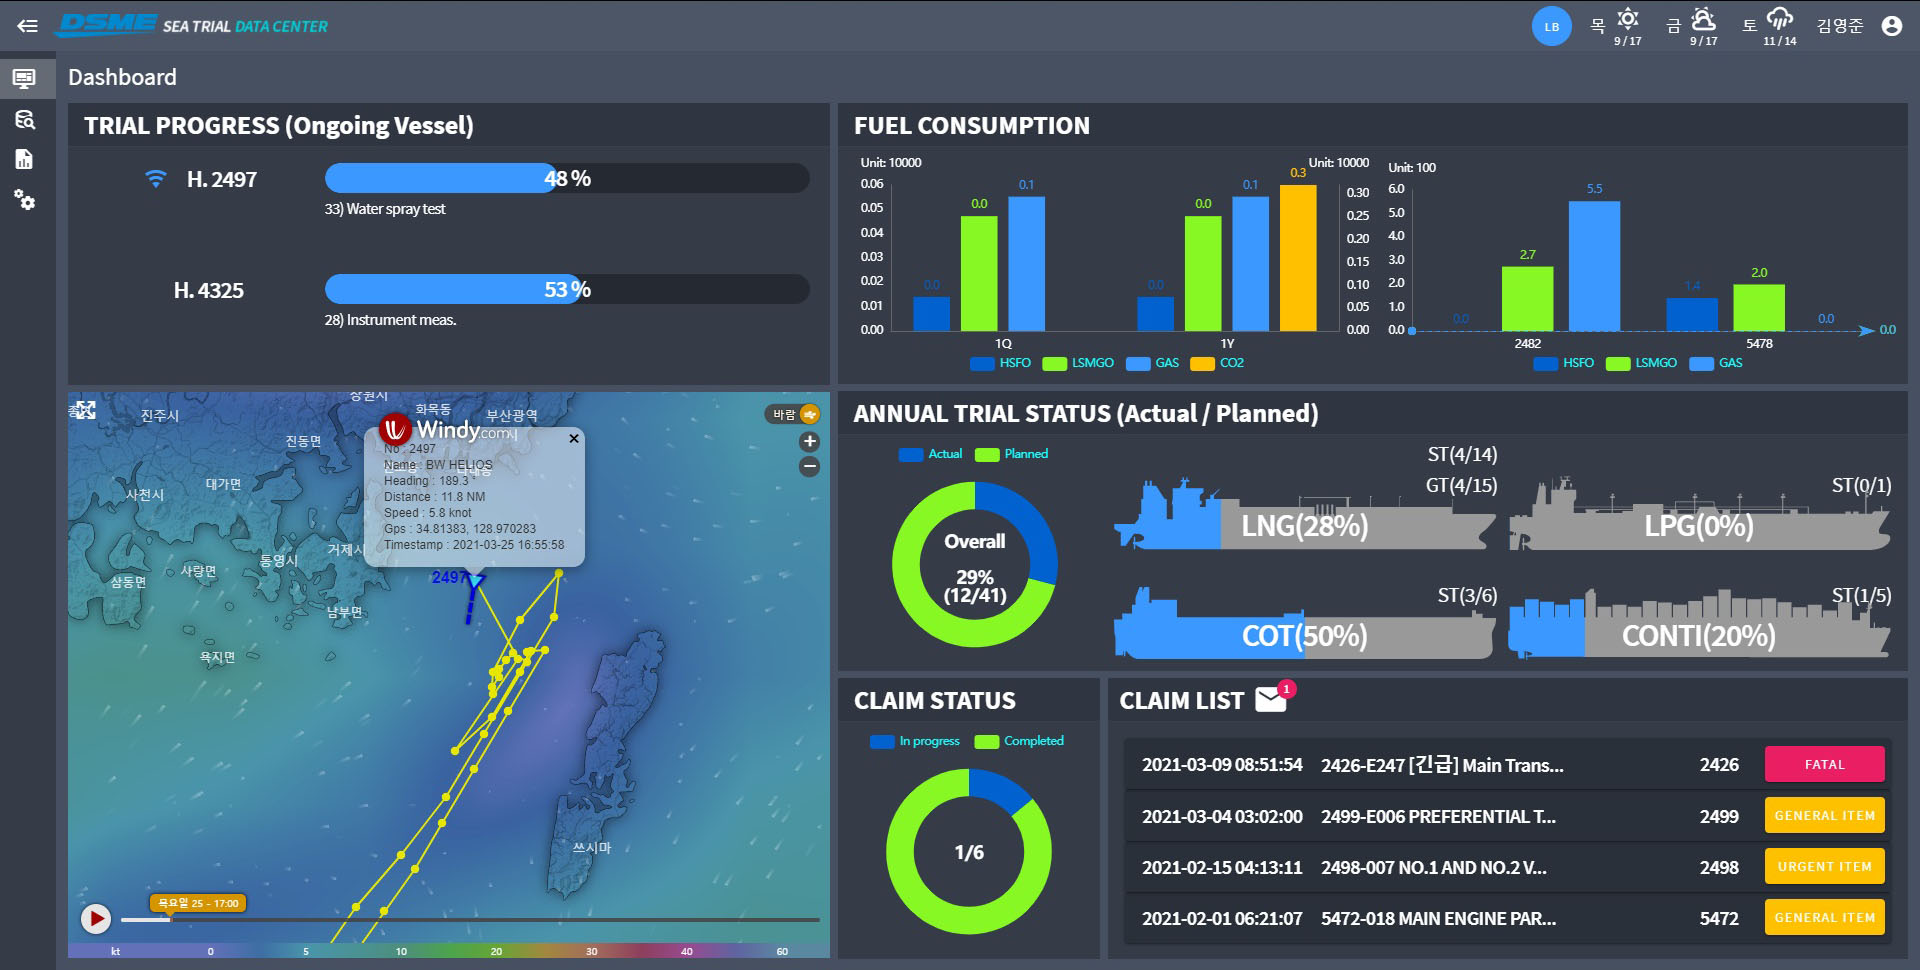 DSME SEA TRIAL DATA CENTER
LB
목
9 / 17
금
9 / 17
토
11 / 14
김영준
Dashboard
TRIAL PROGRESS (Ongoing Vessel)
H. 2497
48 %
33) Water spray test
H. 4325
53 %
28) Instrument meas.
FUEL CONSUMPTION
Unit: 10000
0.06
0.05
0.04
0.03
0.02
0.01
0.00
0.0
0.0
0.1
0.0
0.0
0.1
0.3
1Q
1Y
Unit: 10000
0.30
0.25
0.20
0.15
0.10
0.05
0.00
HSFO LSMGO GAS CO2
Unit: 100
6.0
5.0
4.0
3.0
2.0
1.0
0.0
0.0
2.7
5.5
1.4
2.0
0.0
0.0
2482
5478
HSFO LSMGO GAS
진주시
창원시
화목동
부산광역
진동면
사천시
대가면
거제시
통영시
사량면
삼동면
남부면
욕지면
쓰시마
바람
+
−
Windy.com
No : 2497
Name : BW HELIOS
Heading : 189.3 °
Distance : 11.8 NM
Speed : 5.8 knot
Gps : 34.81383, 128.970283
Timestamp : 2021-03-25 16:55:58
2497
목요일 25 - 17:00
kt 0 5 10 20 30 40 60
ANNUAL TRIAL STATUS (Actual / Planned)
Actual Planned
Overall
29%
(12/41)
ST(4/14)
GT(4/15)
LNG(28%)
ST(0/1)
LPG(0%)
ST(3/6)
COT(50%)
ST(1/5)
CONTI(20%)
CLAIM STATUS
In progress Completed
1/6
CLAIM LIST 1
2021-03-09 08:51:54 2426-E247 [긴급] Main Trans... 2426 FATAL
2021-03-04 03:02:00 2499-E006 PREFERENTIAL T... 2499 GENERAL ITEM
2021-02-15 04:13:11 2498-007 NO.1 AND NO.2 V... 2498 URGENT ITEM
2021-02-01 06:21:07 5472-018 MAIN ENGINE PAR... 5472 GENERAL ITEM